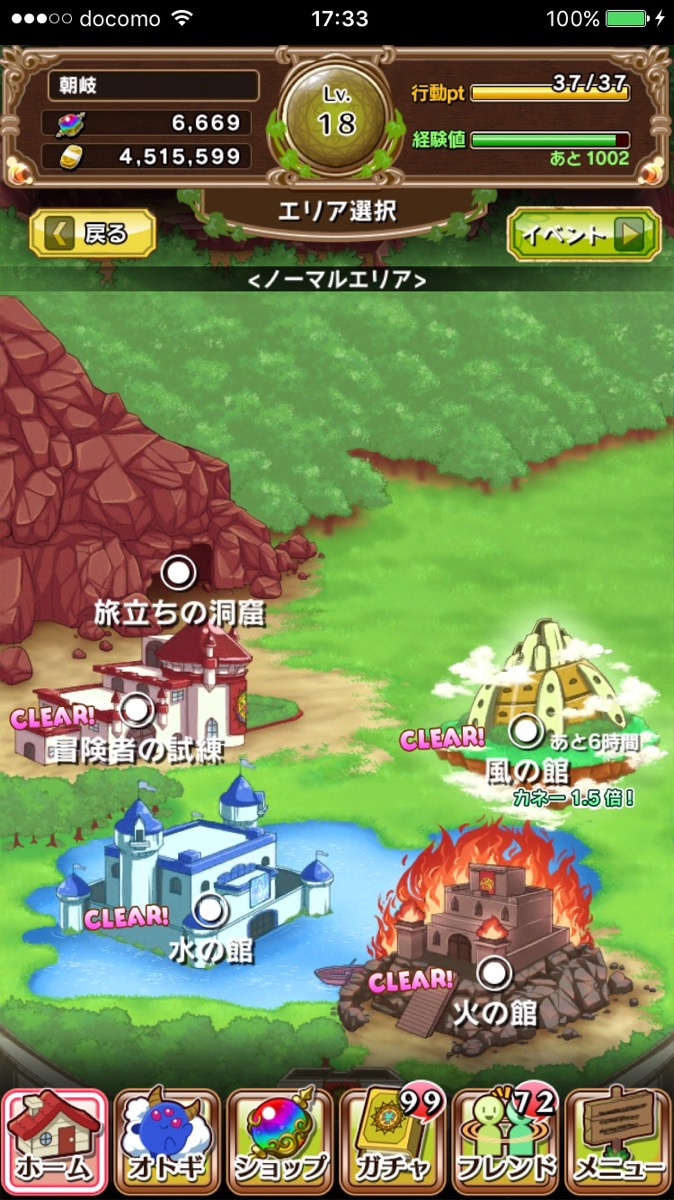 docomo 17:33 100%
朝岐
6,669
4,515,599
Lv.
18
行動pt 37/37
経験値
あと1002
エリア選択
戻る
イベント
<ノーマルエリア>
旅立ちの洞窟
CLEAR!
冒険者の試練
CLEAR!
あと6時間
風の館
カネー1.5倍!
CLEAR!
水の館
CLEAR!
火の館
99
72
ホーム
オトギ
ショップ
ガチャ
フレンド
メニュー